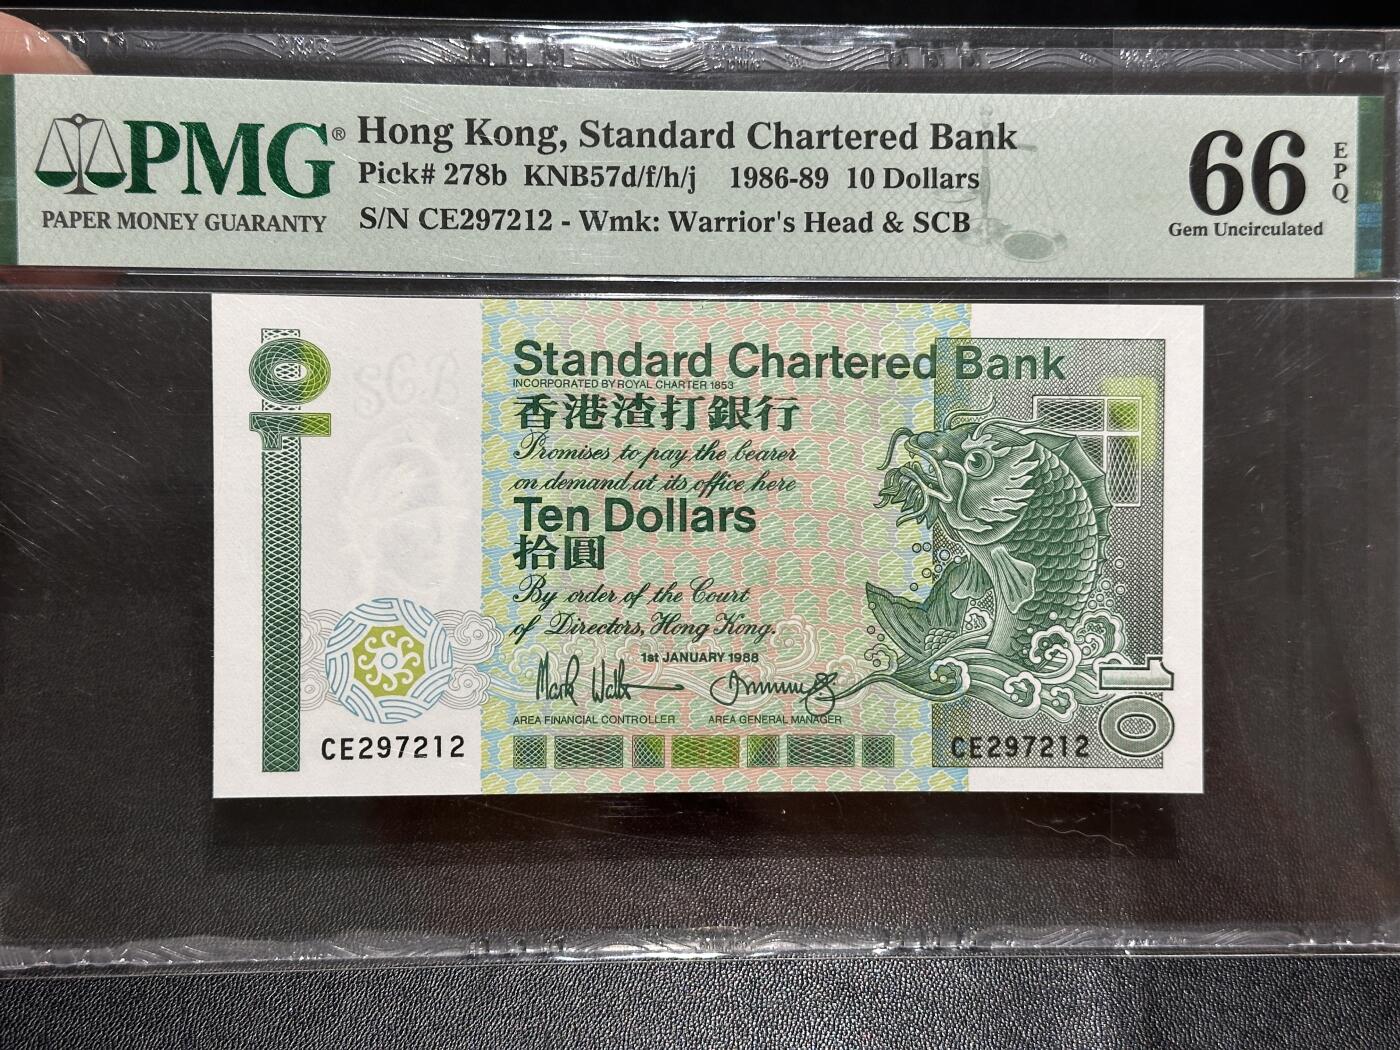 PMG®
PAPER MONEY GUARANTY
Hong Kong, Standard Chartered Bank
Pick# 278b KNB57d/f/h/j 1986-89 10 Dollars
S/N CE297212 - Wmk: Warrior's Head & SCB
66
EPQ
Gem Uncirculated
10
SCB
Standard Chartered Bank
INCORPORATED BY ROYAL CHARTER 1853
香港渣打銀行
Promises to pay the bearer
on demand at its office here
Ten Dollars
拾圓
By order of the Court
of Directors, Hong Kong.
1st JANUARY 1988
AREA FINANCIAL CONTROLLER AREA GENERAL MANAGER
CE297212 CE297212
10